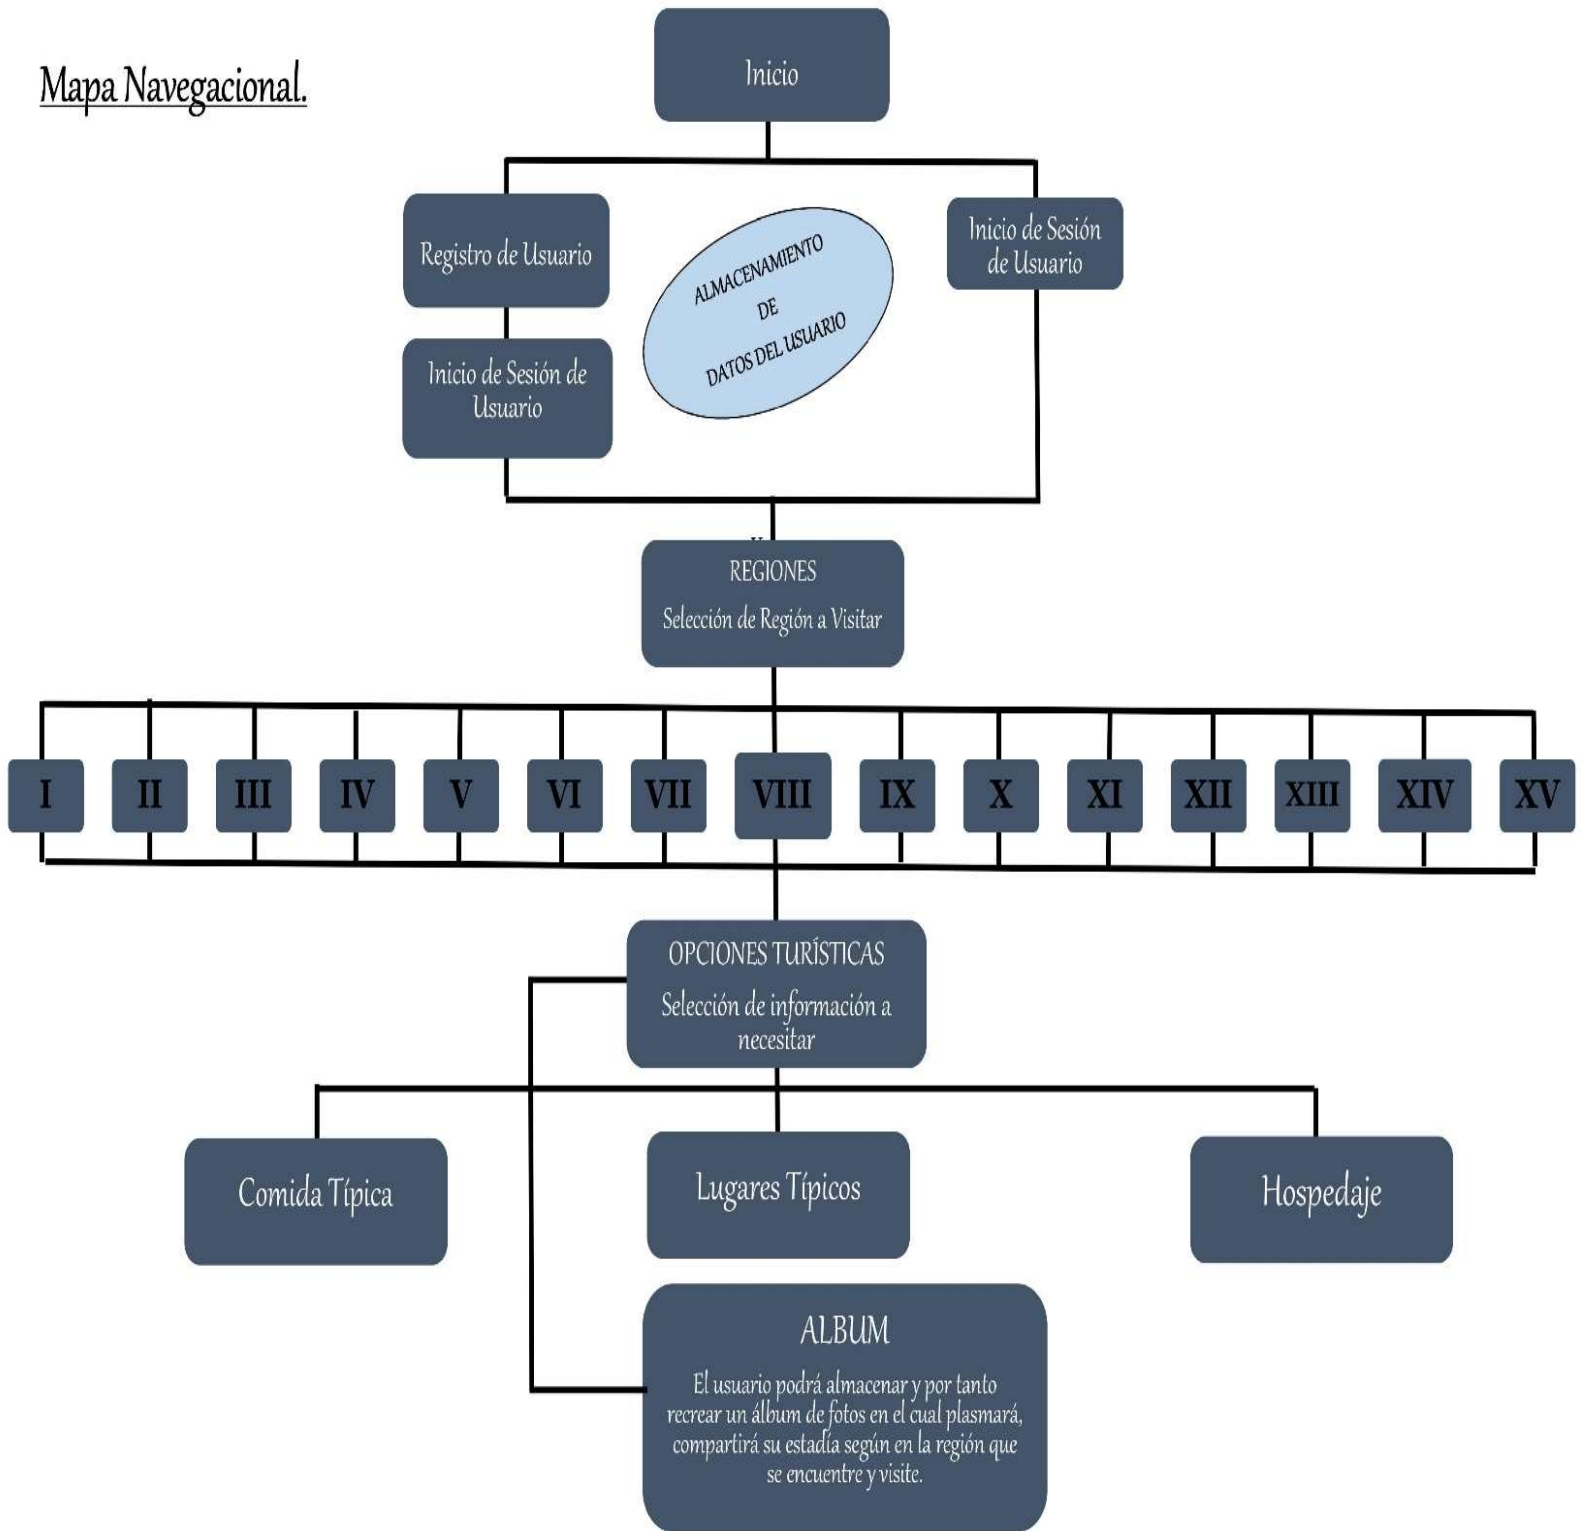 Mapa Navegacional.
Inicio
Registro de Usuario
Inicio de Sesión
de Usuario
ALMACENAMIENTO
DE
DATOS DEL USUARIO
Inicio de Sesión de
Usuario
REGIONES
Selección de Región a Visitar
I II III IV V VI VII VIII IX X XI XII XIII XIV XV
OPCIONES TURÍSTICAS
Selección de información a
necesitar
Comida Típica
Lugares Típicos
Hospedaje
ALBUM
El usuario podrá almacenar y por tanto
recrear un álbum de fotos en el cual plasmará,
compartirá su estadía según en la región que
se encuentre y visite.